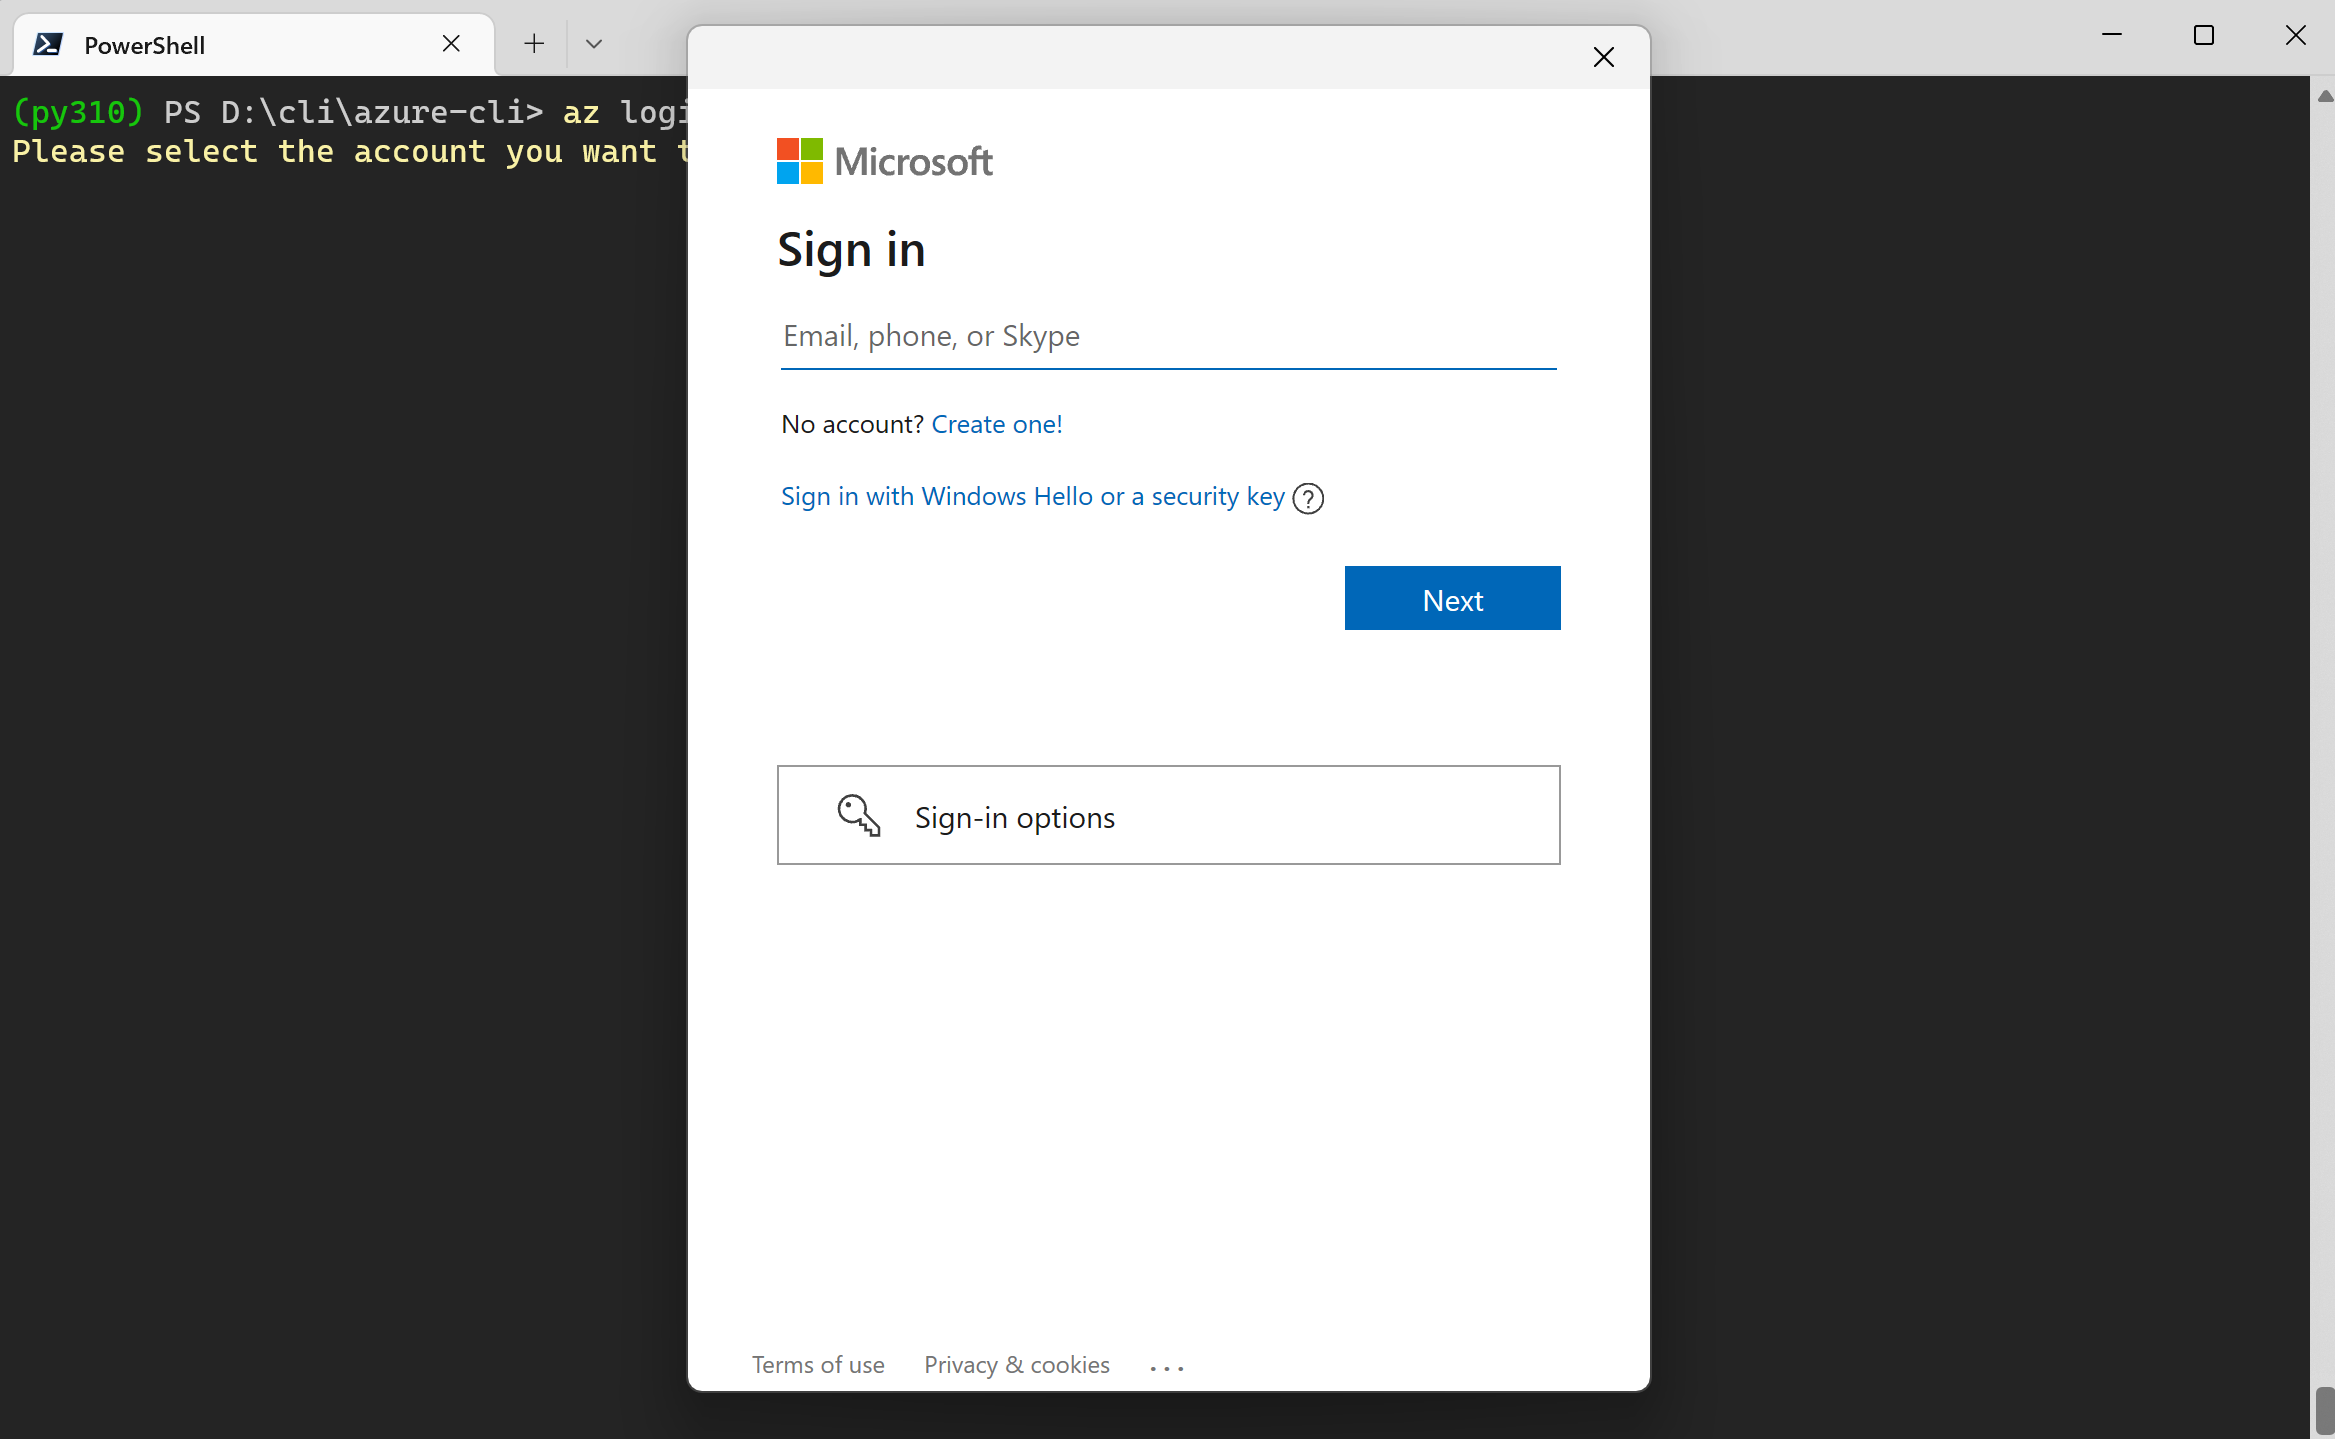 PowerShell
(py310) PS D:\cli\azure-cli> az logi
Please select the account you want t
Microsoft
Sign in
Email, phone, or Skype
No account? Create one!
Sign in with Windows Hello or a security key ?
Next
Sign-in options
Terms of use Privacy & cookies ...